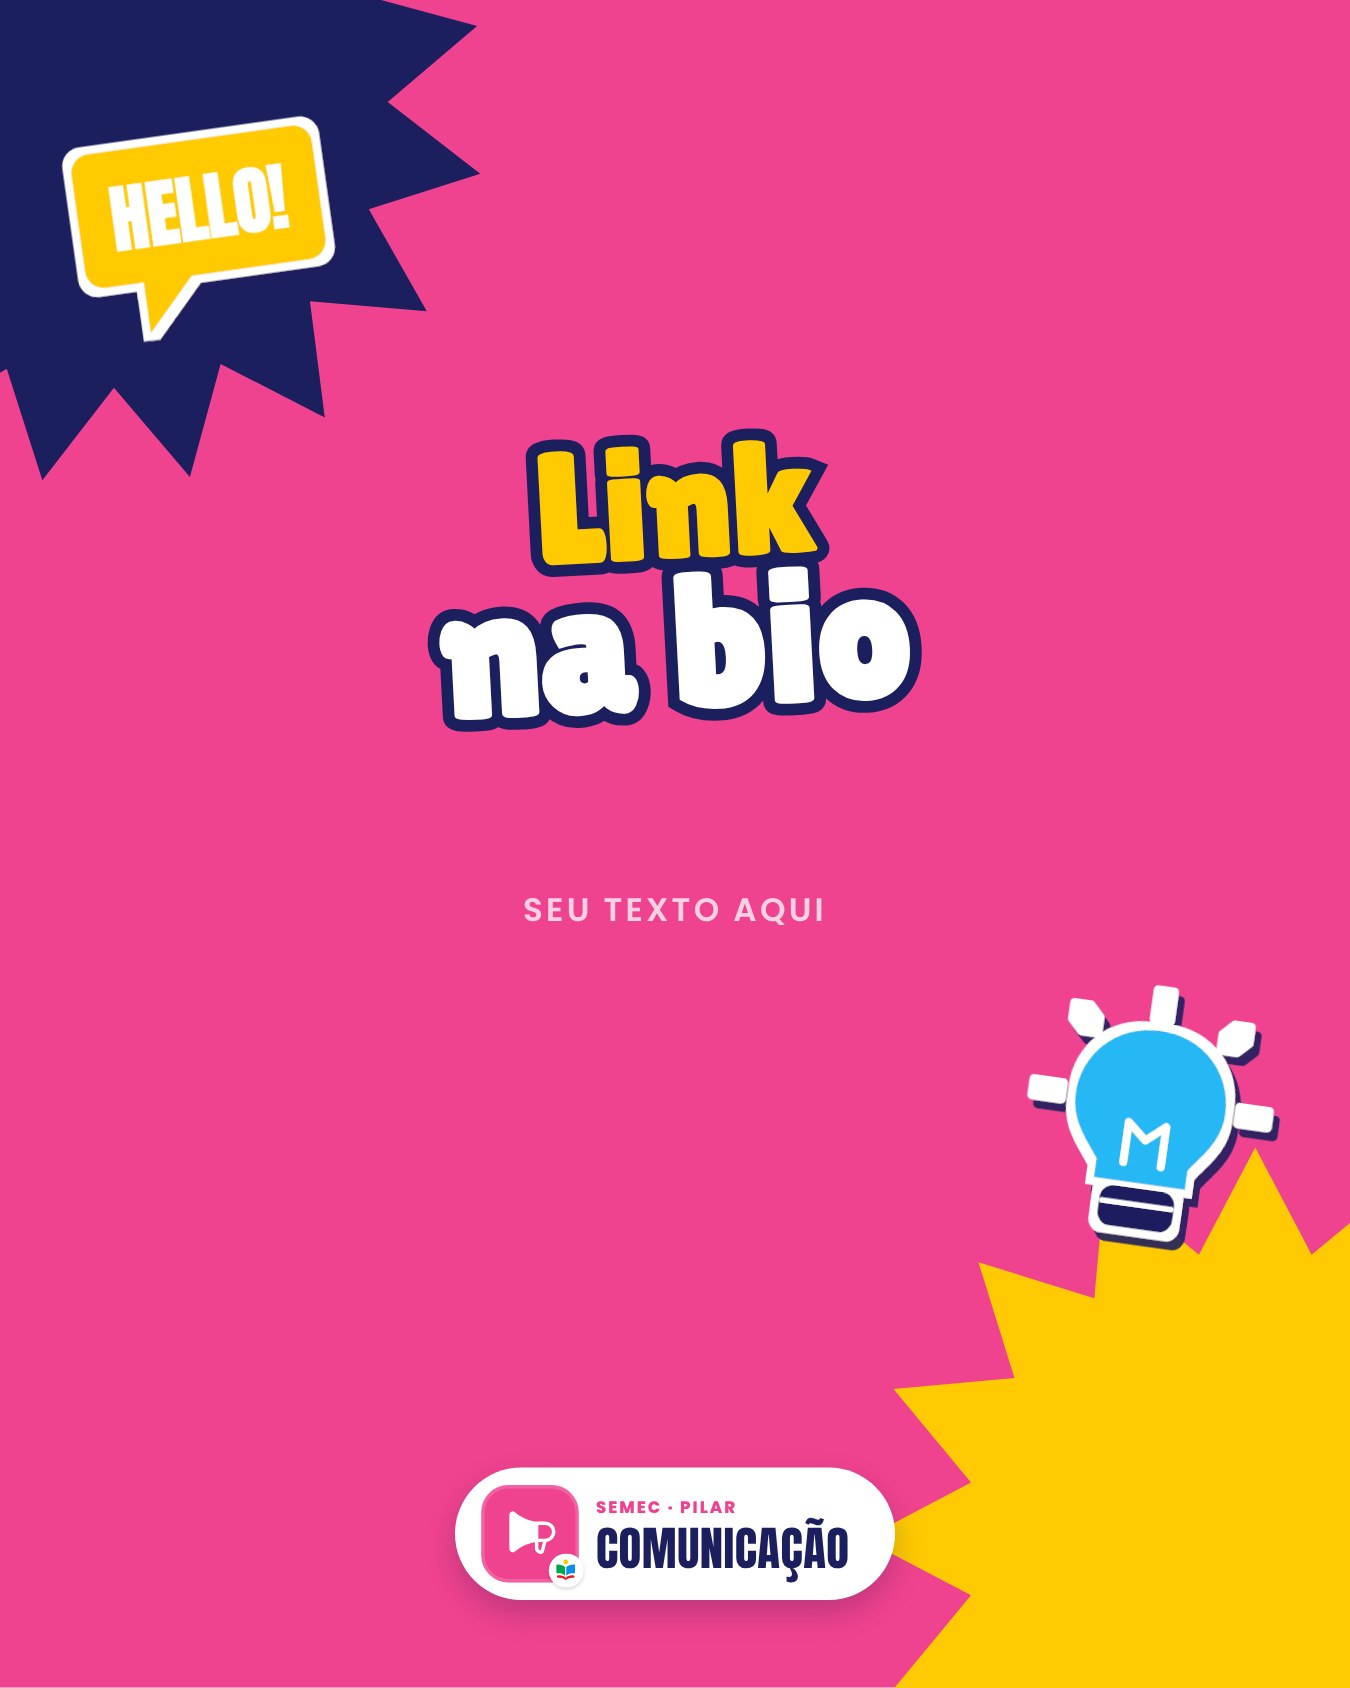 HELLO!
Link
na bio
SEU TEXTO AQUI
M
SEMEC · PILAR
COMUNICAÇÃO